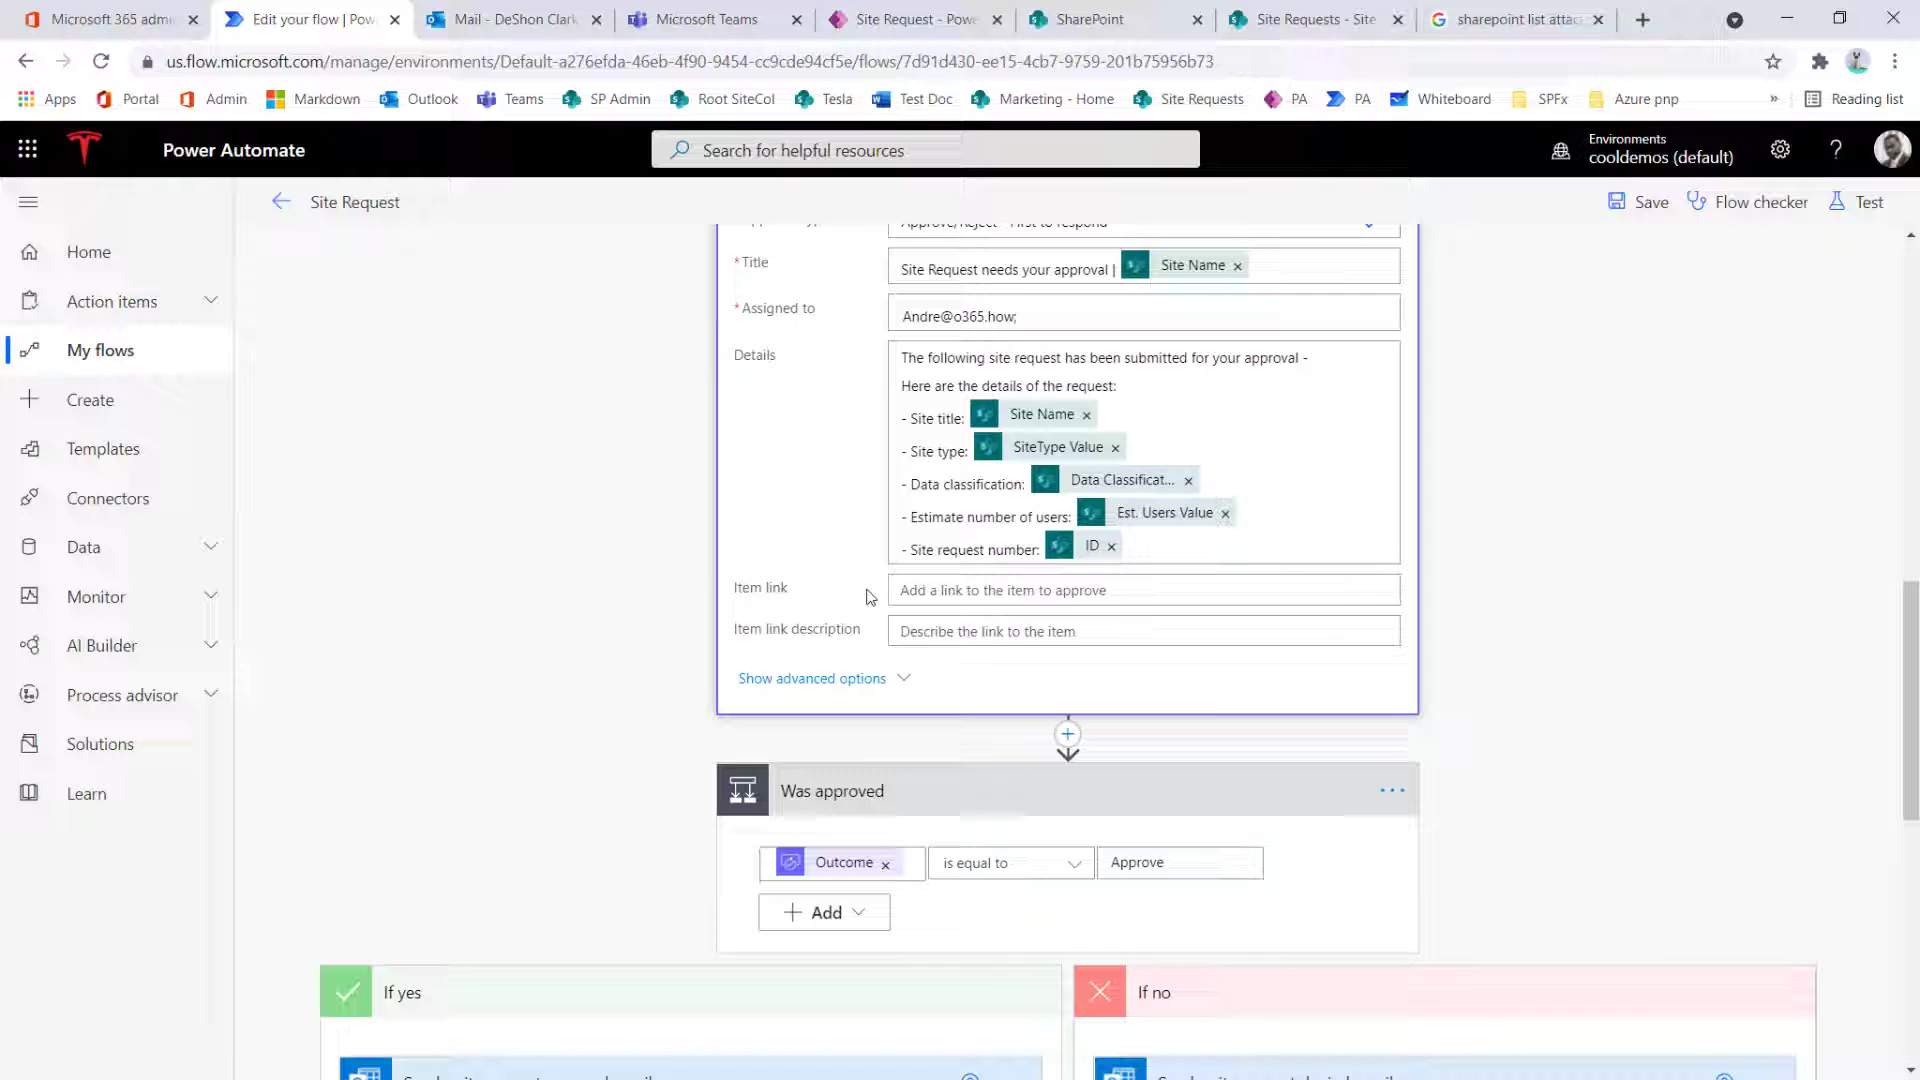 Microsoft 365 admi
Edit your flow | Pow
Mail - DeShon Clark
Microsoft Teams
Site Request - Powe
SharePoint
Site Requests - Site
sharepoint list attac
us.flow.microsoft.com/manage/environments/Default-a276efda-46eb-4f90-9454-cc9cde94cf5e/flows/7d91d430-ee15-4cb7-9759-201b75956b73
Apps
Portal
Admin
Markdown
Outlook
Teams
SP Admin
Root SiteCol
Tesla
Test Doc
Marketing - Home
Site Requests
PA
PA
Whiteboard
SPFx
Azure pnp
»
Reading list
Power Automate
Search for helpful resources
Environments
cooldemos (default)
Site Request
Save
Flow checker
Test
Home
Action items
My flows
Create
Templates
Connectors
Data
Monitor
AI Builder
Process advisor
Solutions
Learn
Approve/Reject - First to respond
* Title
Site Request needs your approval | Site Name ×
* Assigned to
Andre@o365.how;
Details
The following site request has been submitted for your approval -
Here are the details of the request:
- Site title: Site Name ×
- Site type: SiteType Value ×
- Data classification: Data Classificat... ×
- Estimate number of users: Est. Users Value ×
- Site request number: ID ×
Item link
Add a link to the item to approve
Item link description
Describe the link to the item
Show advanced options
Was approved
...
Outcome ×
is equal to
Approve
+ Add
If yes
If no